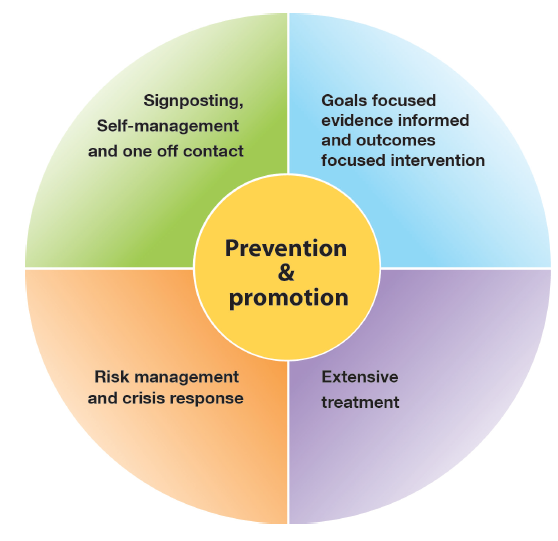 Signposting,
Self-management
and one off contact
Goals focused
evidence informed
and outcomes
focused intervention
Prevention
&
promotion
Risk management
and crisis response
Extensive
treatment